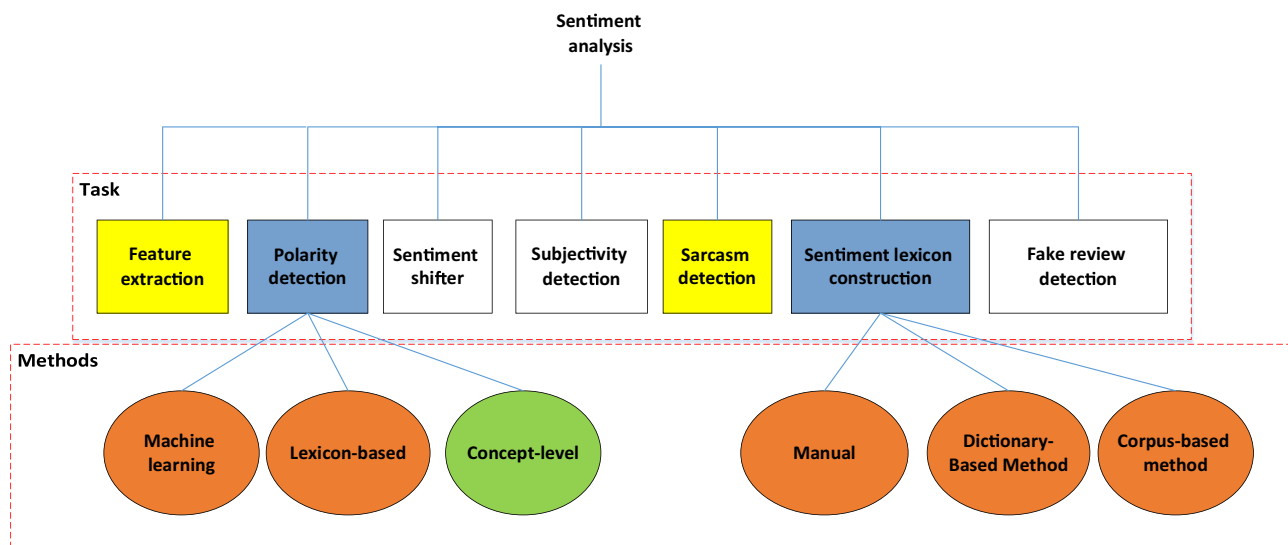 Sentiment
analysis
Task
Feature
extraction
Polarity
detection
Sentiment
shifter
Subjectivity
detection
Sarcasm
detection
Sentiment lexicon
construction
Fake review
detection
Methods
Machine
learning
Lexicon-based
Concept-level
Manual
Dictionary-
Based Method
Corpus-based
method